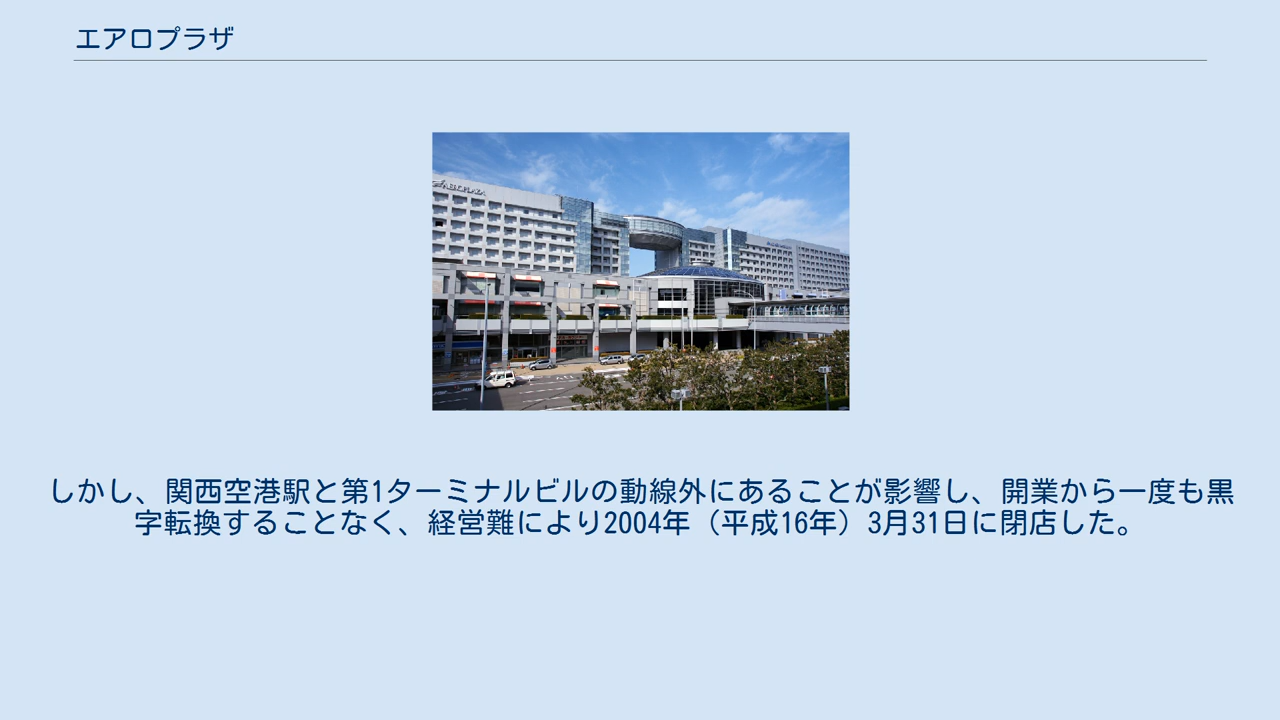 エアロプラザ
AEROPLAZA
しかし、関西空港駅と第1ターミナルビルの動線外にあることが影響し、開業から一度も黒
字転換することなく、経営難により2004年（平成16年）3月31日に閉店した。